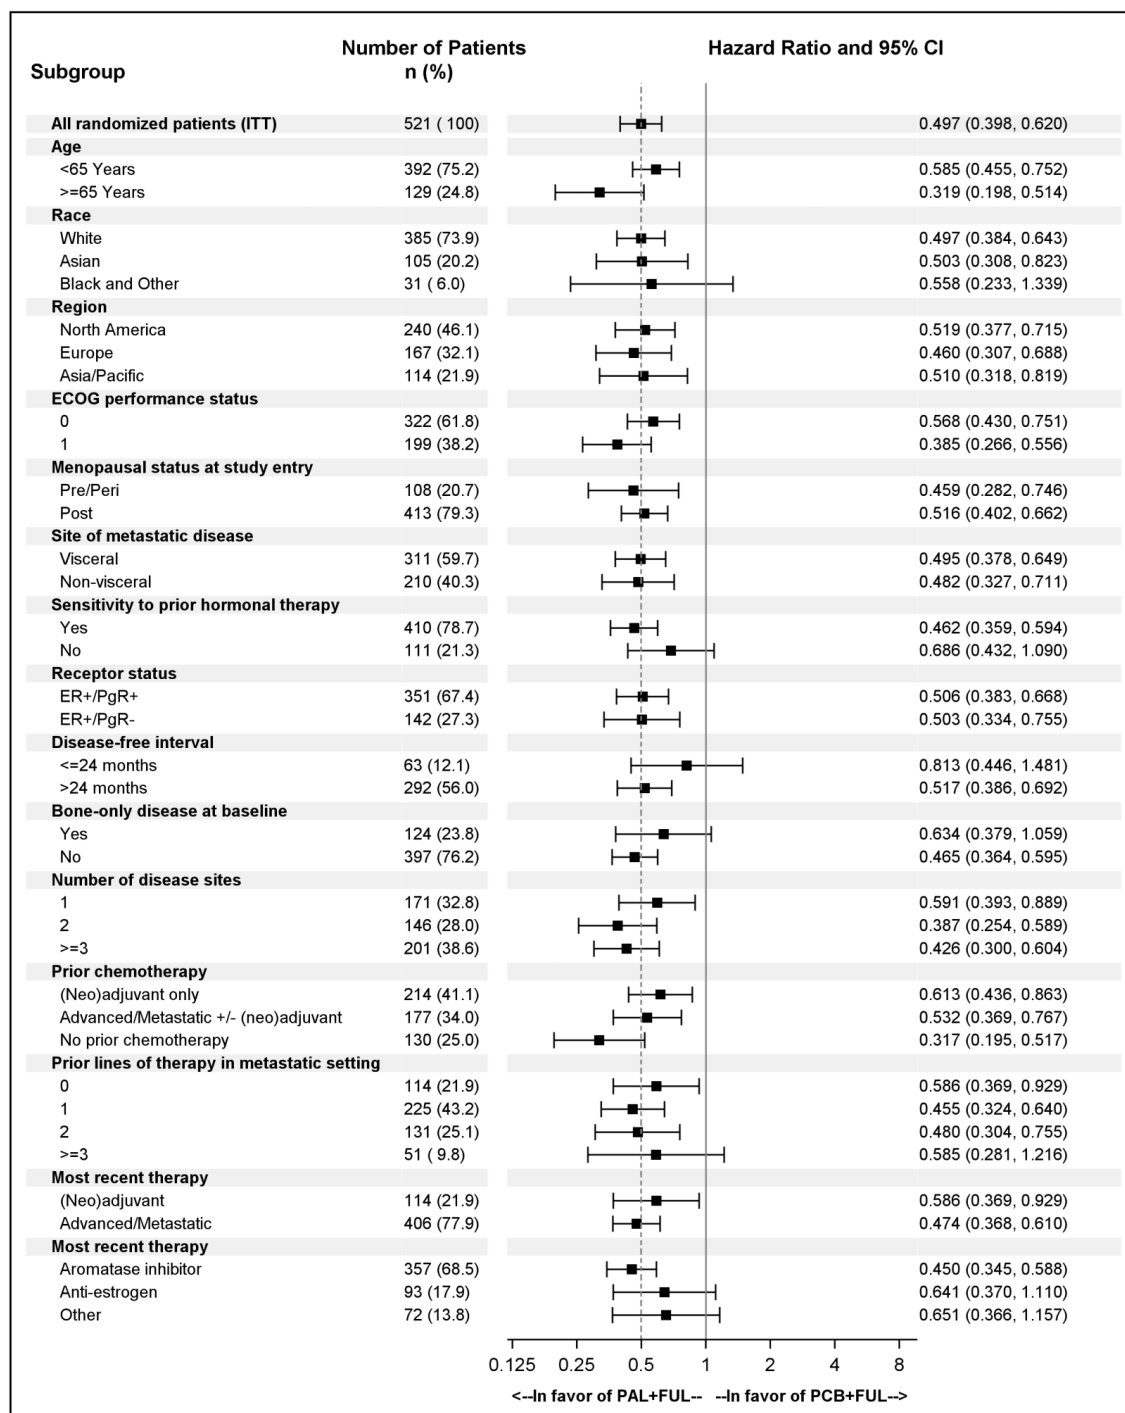 Number of Patients Hazard Ratio and 95% CI
Subgroup n (%)
All randomized patients (ITT) 521 ( 100) 0.497 (0.398, 0.620)
Age
<65 Years 392 (75.2) 0.585 (0.455, 0.752)
>=65 Years 129 (24.8) 0.319 (0.198, 0.514)
Race
White 385 (73.9) 0.497 (0.384, 0.643)
Asian 105 (20.2) 0.503 (0.308, 0.823)
Black and Other 31 ( 6.0) 0.558 (0.233, 1.339)
Region
North America 240 (46.1) 0.519 (0.377, 0.715)
Europe 167 (32.1) 0.460 (0.307, 0.688)
Asia/Pacific 114 (21.9) 0.510 (0.318, 0.819)
ECOG performance status
0 322 (61.8) 0.568 (0.430, 0.751)
1 199 (38.2) 0.385 (0.266, 0.556)
Menopausal status at study entry
Pre/Peri 108 (20.7) 0.459 (0.282, 0.746)
Post 413 (79.3) 0.516 (0.402, 0.662)
Site of metastatic disease
Visceral 311 (59.7) 0.495 (0.378, 0.649)
Non-visceral 210 (40.3) 0.482 (0.327, 0.711)
Sensitivity to prior hormonal therapy
Yes 410 (78.7) 0.462 (0.359, 0.594)
No 111 (21.3) 0.686 (0.432, 1.090)
Receptor status
ER+/PgR+ 351 (67.4) 0.506 (0.383, 0.668)
ER+/PgR- 142 (27.3) 0.503 (0.334, 0.755)
Disease-free interval
<=24 months 63 (12.1) 0.813 (0.446, 1.481)
>24 months 292 (56.0) 0.517 (0.386, 0.692)
Bone-only disease at baseline
Yes 124 (23.8) 0.634 (0.379, 1.059)
No 397 (76.2) 0.465 (0.364, 0.595)
Number of disease sites
1 171 (32.8) 0.591 (0.393, 0.889)
2 146 (28.0) 0.387 (0.254, 0.589)
>=3 201 (38.6) 0.426 (0.300, 0.604)
Prior chemotherapy
(Neo)adjuvant only 214 (41.1) 0.613 (0.436, 0.863)
Advanced/Metastatic +/- (neo)adjuvant 177 (34.0) 0.532 (0.369, 0.767)
No prior chemotherapy 130 (25.0) 0.317 (0.195, 0.517)
Prior lines of therapy in metastatic setting
0 114 (21.9) 0.586 (0.369, 0.929)
1 225 (43.2) 0.455 (0.324, 0.640)
2 131 (25.1) 0.480 (0.304, 0.755)
>=3 51 ( 9.8) 0.585 (0.281, 1.216)
Most recent therapy
(Neo)adjuvant 114 (21.9) 0.586 (0.369, 0.929)
Advanced/Metastatic 406 (77.9) 0.474 (0.368, 0.610)
Most recent therapy
Aromatase inhibitor 357 (68.5) 0.450 (0.345, 0.588)
Anti-estrogen 93 (17.9) 0.641 (0.370, 1.110)
Other 72 (13.8) 0.651 (0.366, 1.157)
0.125 0.25 0.5 1 2 4 8
<--In favor of PAL+FUL-- --In favor of PCB+FUL-->